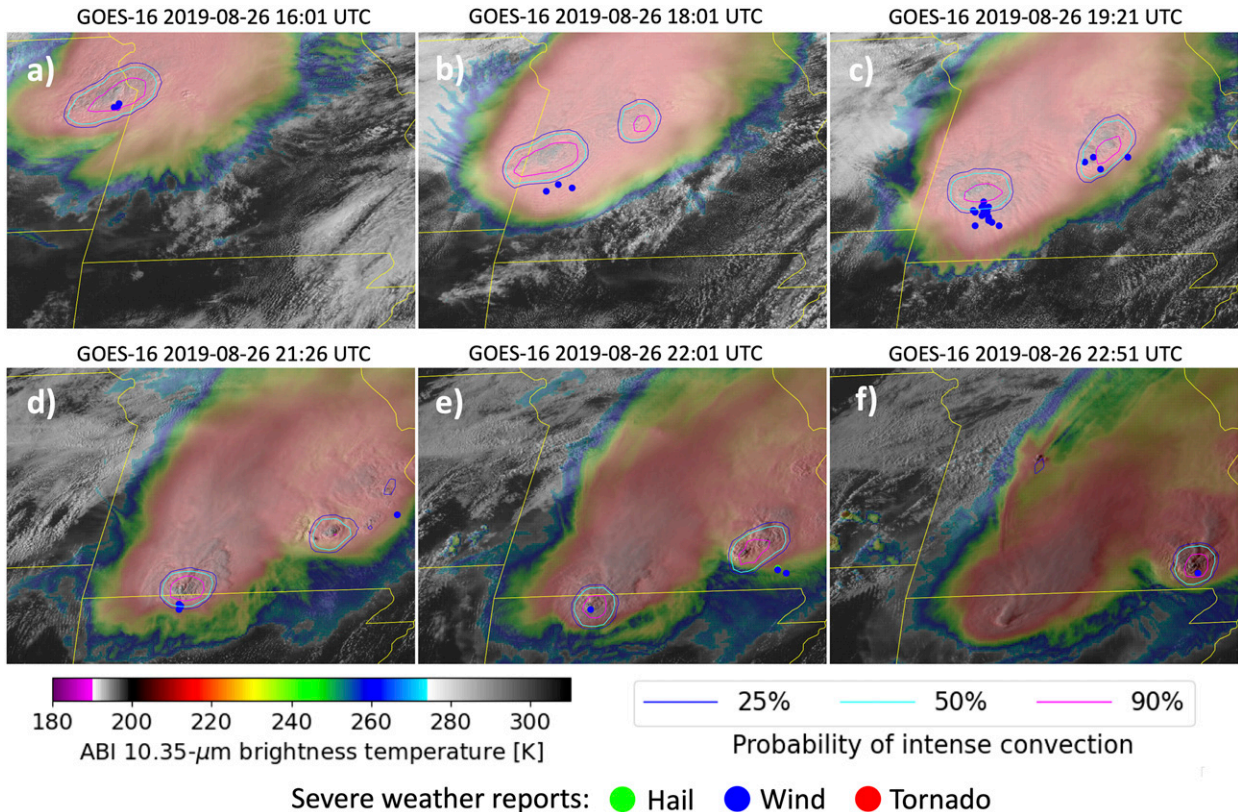 GOES-16 2019-08-26 16:01 UTC
GOES-16 2019-08-26 18:01 UTC
GOES-16 2019-08-26 19:21 UTC
a)
b)
c)
GOES-16 2019-08-26 21:26 UTC
GOES-16 2019-08-26 22:01 UTC
GOES-16 2019-08-26 22:51 UTC
d)
e)
f)
180 200 220 240 260 280 300
ABI 10.35-μm brightness temperature [K]
25% 50% 90%
Probability of intense convection
Severe weather reports: Hail Wind Tornado